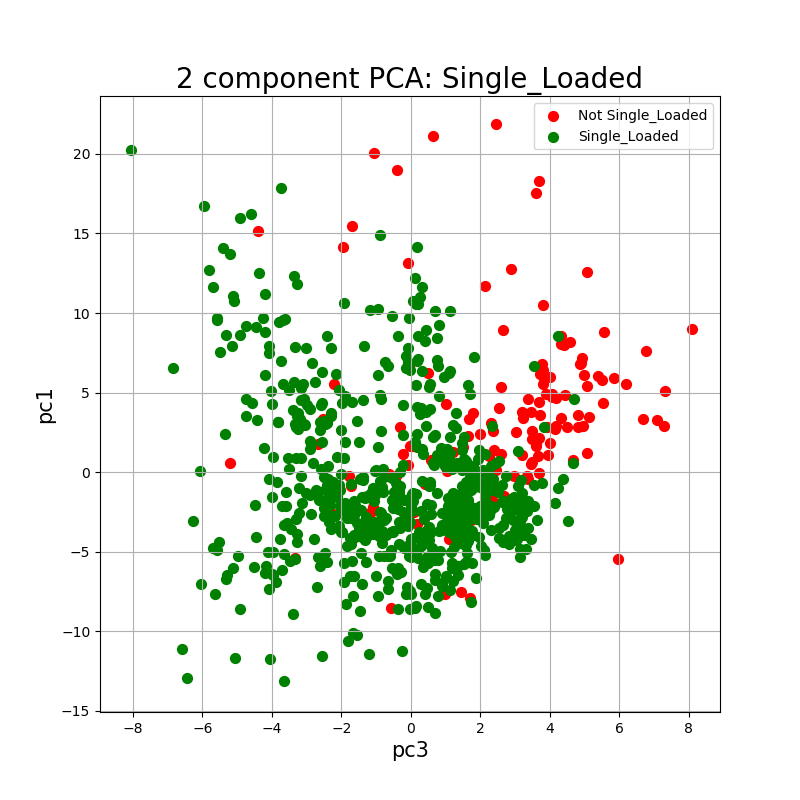 2 component PCA: Single_Loaded
Not Single_Loaded
Single_Loaded
20
15
10
5
0
−5
−10
−15
pc1
−8 −6 −4 −2 0 2 4 6 8
pc3